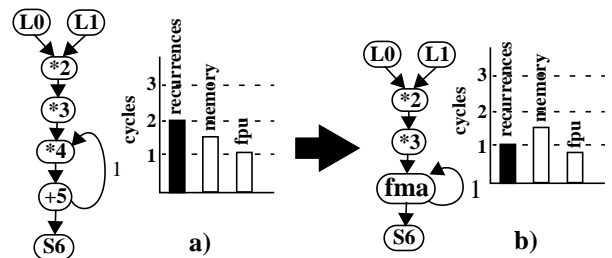 L0 L1
*2
*3
*4
1
+5
S6
a)
cycles
3
2
1
recurrences
memory
fpu
L0 L1
*2
*3
fma
1
S6
b)
cycles
3
2
1
recurrences
memory
fpu